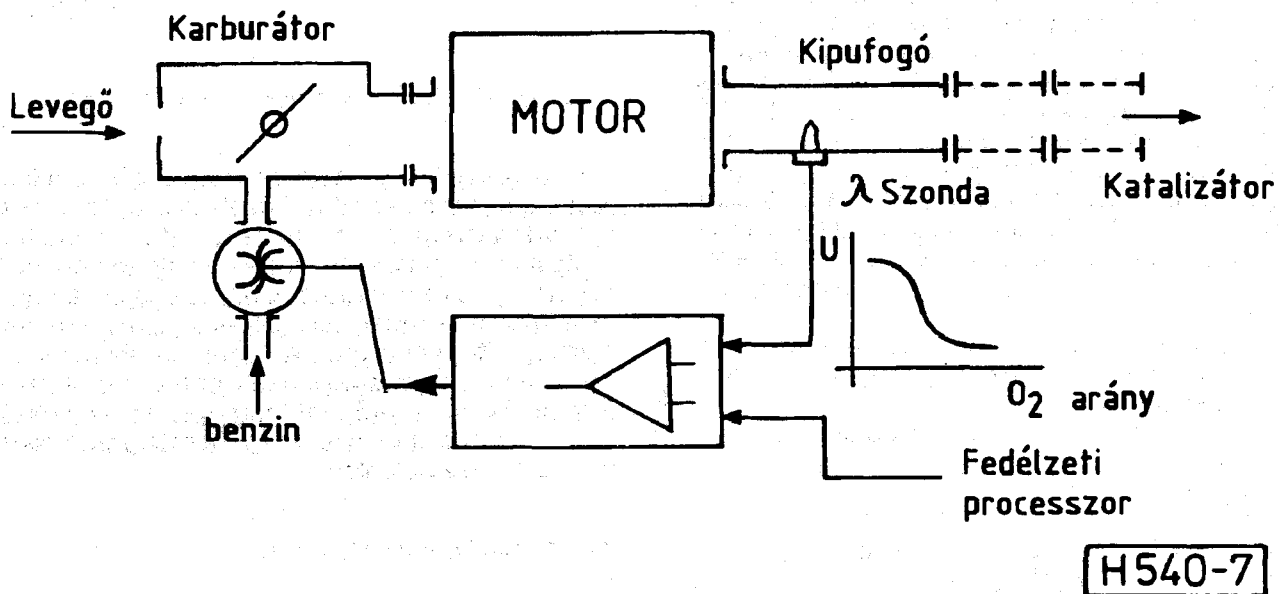 Karburátor
Levegő
MOTOR
Kipufogó
λ Szonda
Katalizátor
U
O₂ arány
benzin
Fedélzeti
processzor
H540-7